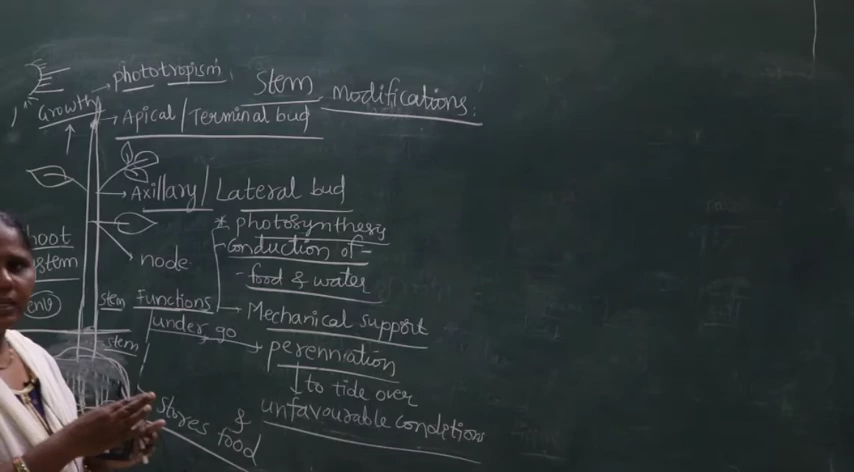 phototropism
Stem modifications:
Growth
Apical/Terminal bud
Axillary/Lateral bud
* photosynthesis
Conduction of-
- food & water
node
hoot
stem
Functions
stem
Mechanical support
under go
perenniation
stem
to tide over
stores &
food
unfavourable conditions